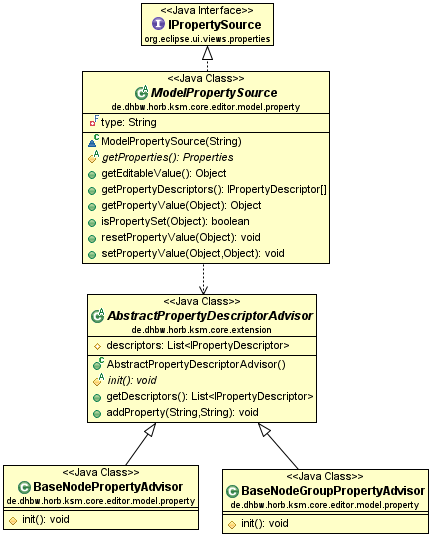 <<Java Interface>>
IPropertySource
org.eclipse.ui.views.properties
<<Java Class>>
ModelPropertySource
de.dhbw.horb.ksm.core.editor.model.property
type: String
ModelPropertySource(String)
getProperties(): Properties
getEditableValue(): Object
getPropertyDescriptors(): IPropertyDescriptor[]
getPropertyValue(Object): Object
isPropertySet(Object): boolean
resetPropertyValue(Object): void
setPropertyValue(Object,Object): void
<<Java Class>>
AbstractPropertyDescriptorAdvisor
de.dhbw.horb.ksm.core.extension
descriptors: List<IPropertyDescriptor>
AbstractPropertyDescriptorAdvisor()
init(): void
getDescriptors(): List<IPropertyDescriptor>
addProperty(String,String): void
<<Java Class>>
BaseNodePropertyAdvisor
de.dhbw.horb.ksm.core.editor.model.property
init(): void
<<Java Class>>
BaseNodeGroupPropertyAdvisor
de.dhbw.horb.ksm.core.editor.model.property
init(): void